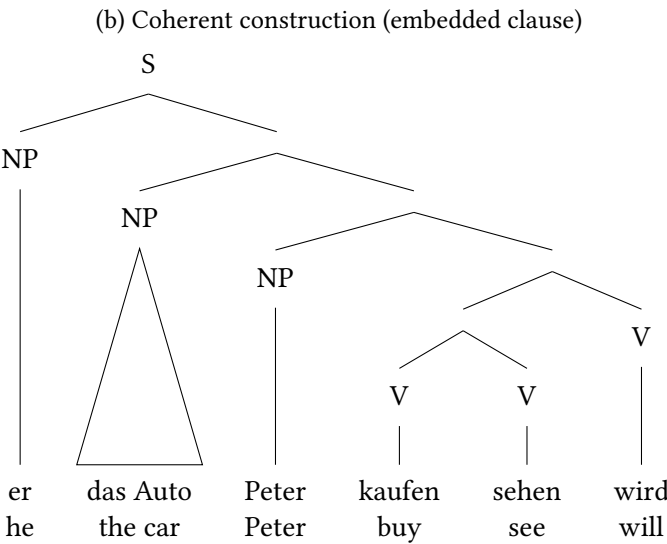 (b) Coherent construction (embedded clause)
S
NP
NP
NP
V
V V
er das Auto Peter kaufen sehen wird
he the car Peter buy see will